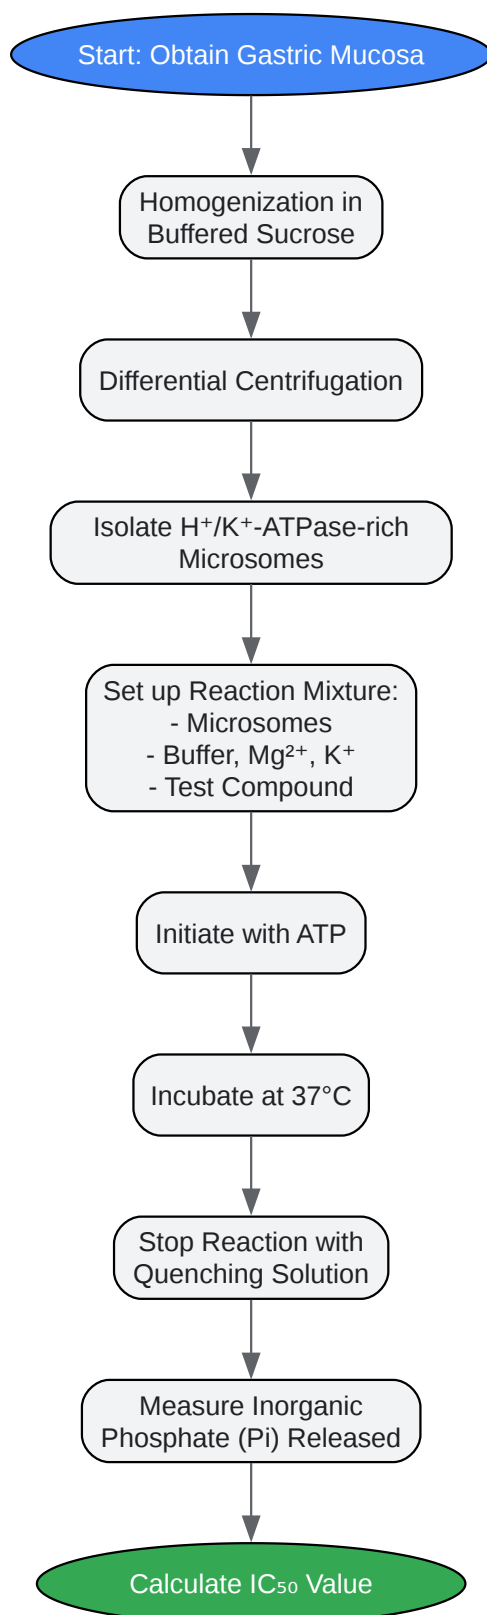 Start: Obtain Gastric Mucosa
Homogenization in
Buffered Sucrose
Differential Centrifugation
Isolate H⁺/K⁺-ATPase-rich
Microsomes
Set up Reaction Mixture:
- Microsomes
- Buffer, Mg²⁺, K⁺
- Test Compound
Initiate with ATP
Incubate at 37°C
Stop Reaction with
Quenching Solution
Measure Inorganic
Phosphate (Pi) Released
Calculate IC₅₀ Value